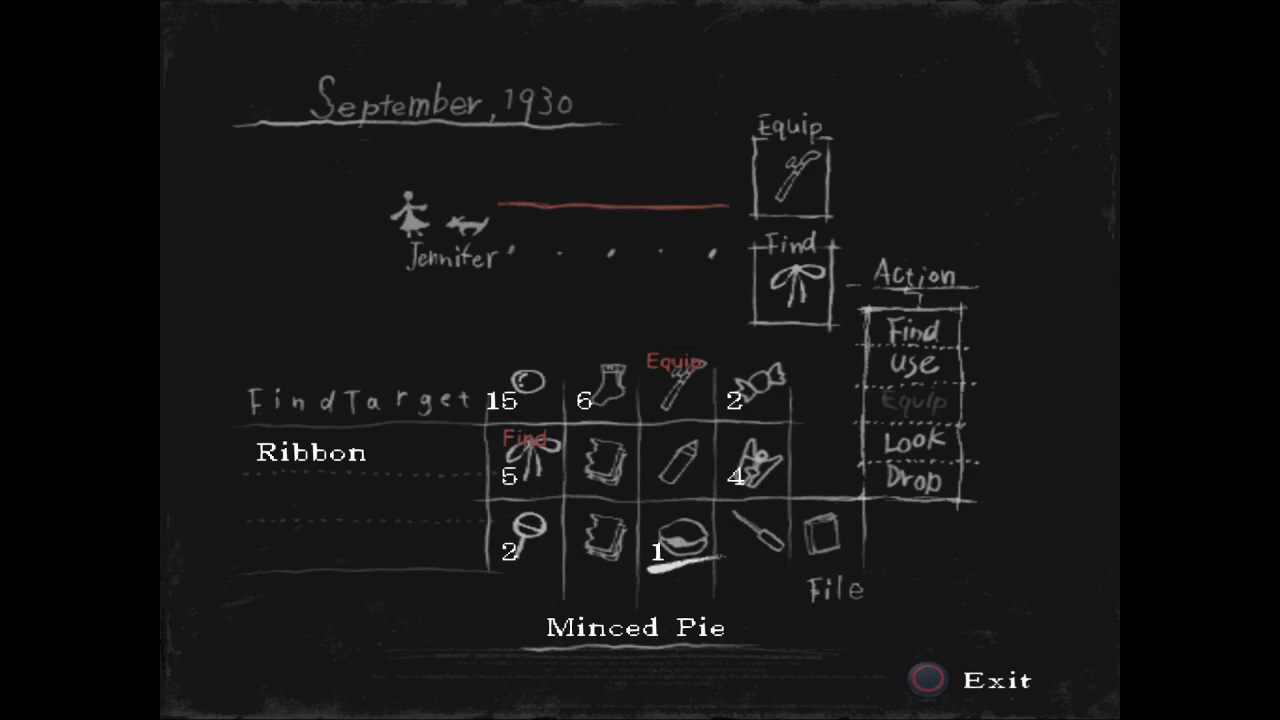 September, 1930
Equip
Jennifer
Find
Action
Find
Use
Equip
Look
Drop
Equip
FindTarget
15
6
2
Find
Ribbon
5
4
2
1
File
Minced Pie
Exit